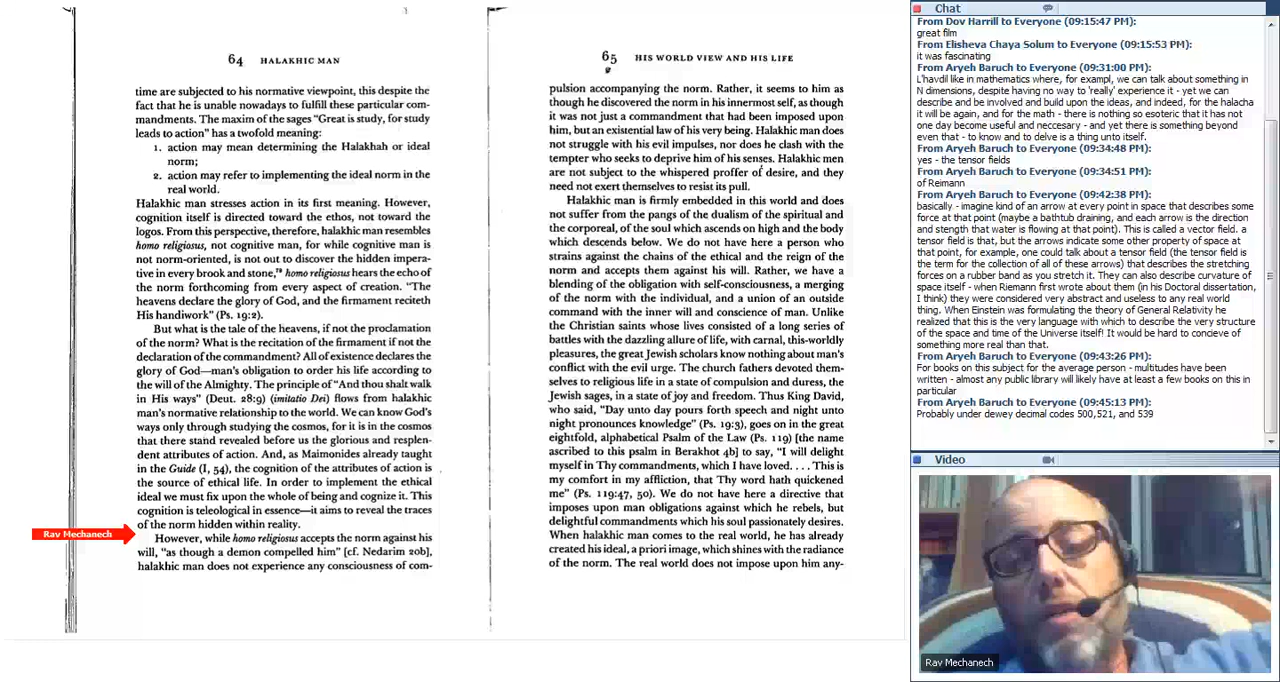 64 HALAKHIC MAN
time are subjected to his normative viewpoint, this despite the
fact that he is unable nowadays to fulfill these particular com-
mandments. The maxim of the sages "Great is study, for study
leads to action" has a twofold meaning:
1. action may mean determining the Halakhah or ideal
norm;
2. action may refer to implementing the ideal norm in the
real world.
Halakhic man stresses action in its first meaning. However,
cognition itself is directed toward the ethos, not toward the
logos. From this perspective, therefore, halakhic man resembles
homo religiosus, not cognitive man, for while cognitive man is
not norm-oriented, is not out to discover the hidden impera-
tive in every brook and stone, homo religiosus hears the echo of
the norm forthcoming from every aspect of creation. "The
heavens declare the glory of God, and the firmament reciteth
His handiwork" (Ps. 19:2).
But what is the tale of the heavens, if not the proclamation
of the norm? What is the recitation of the firmament if not the
declaration of the commandment? All of existence declares the
glory of God—man's obligation to order his life according to
the will of the Almighty. The principle of "And thou shalt walk
in His ways" (Deut. 28:9) (imitatio Dei) flows from halakhic
man's normative relationship to the world. We can know God's
ways only through studying the cosmos, for it is in the cosmos
that there stand revealed before us the glorious and resplen-
dent attributes of action. And, as Maimonides already taught
in the Guide (I, 54), the cognition of the attributes of action is
the source of ethical life. In order to implement the ethical
ideal we must fix upon the whole of being and cognize it. This
cognition is teleological in essence—it aims to reveal the traces
of the norm hidden within reality.
Rav Mechanech
However, while homo religiosus accepts the norm against his
will, "as though a demon compelled him" [cf. Nedarim 20b],
halakhic man does not experience any consciousness of com-
65 HIS WORLD VIEW AND HIS LIFE
pulsion accompanying the norm. Rather, it seems to him as
though he discovered the norm in his innermost self, as though
it was not just a commandment that had been imposed upon
him, but an existential law of his very being. Halakhic man does
not struggle with his evil impulses, nor does he clash with the
tempter who seeks to deprive him of his senses. Halakhic men
are not subject to the whispered proffer of desire, and they
need not exert themselves to resist its pull.
Halakhic man is firmly embedded in this world and does
not suffer from the pangs of the dualism of the spiritual and
the corporeal, of the soul which ascends on high and the body
which descends below. We do not have here a person who
strains against the chains of the ethical and the reign of the
norm and accepts them against his will. Rather, we have a
blending of the obligation with self-consciousness, a merging
of the norm with the individual, and a union of an outside
command with the inner will and conscience of man. Unlike
the Christian saints whose lives consisted of a long series of
battles with the dazzling allure of life, with carnal, this-worldly
pleasures, the great Jewish scholars know nothing about man's
conflict with the evil urge. The church fathers devoted them-
selves to religious life in a state of compulsion and duress, the
Jewish sages, in a state of joy and freedom. Thus King David,
who said, "Day unto day pours forth speech and night unto
night pronounces knowledge" (Ps. 19:3), goes on in the great
eightfold, alphabetical Psalm of the Law (Ps. 119) [the name
ascribed to this psalm in Berakhot 4b] to say, "I will delight
myself in Thy commandments, which I have loved. . . . This is
my comfort in my affliction, that Thy word hath quickened
me" (Ps. 119:47, 50). We do not have here a directive that
imposes upon man obligations against which he rebels, but
delightful commandments which his soul passionately desires.
When halakhic man comes to the real world, he has already
created his ideal, a priori image, which shines with the radiance
of the norm. The real world does not impose upon him any-
Chat
From Dov Harrill to Everyone (09:15:47 PM):
great film
From Elisheva Chaya Solum to Everyone (09:15:53 PM):
it was fascinating
From Aryeh Baruch to Everyone (09:31:00 PM):
L'havdil like in mathematics where, for exampl, we can talk about something in
N dimensions, despite having no way to 'really' experience it - yet we can
describe and be involved and build upon the ideas, and indeed, for the halacha
it will be again, and for the math - there is nothing so esoteric that it has not
one day become useful and neccesary - and yet there is something beyond
even that - to know and to delve is a thing unto itself.
From Aryeh Baruch to Everyone (09:34:48 PM):
yes - the tensor fields
From Aryeh Baruch to Everyone (09:34:51 PM):
of Reimann
From Aryeh Baruch to Everyone (09:42:38 PM):
basically - imagine kind of an arrow at every point in space that describes some
force at that point (maybe a bathtub draining, and each arrow is the direction
and stength that water is flowing at that point). This is called a vector field. a
tensor field is that, but the arrows indicate some other property of space at
that point, for example, one could talk about a tensor field (the tensor field is
the term for the collection of all of these arrows) that describes the stretching
forces on a rubber band as you stretch it. They can also describe curvature of
space itself - when Riemann first wrote about them (in his Doctoral dissertation,
I think) they were considered very abstract and useless to any real world
thing. When Einstein was formulating the theory of General Relativity he
realized that this is the very language with which to describe the very structure
of the space and time of the Universe itself! It would be hard to concieve of
something more real than that.
From Aryeh Baruch to Everyone (09:43:26 PM):
For books on this subject for the average person - multitudes have been
written - almost any public library will likely have at least a few books on this in
particular
From Aryeh Baruch to Everyone (09:45:13 PM):
Probably under dewey decimal codes 500,521, and 539
Video
Rav Mechanech